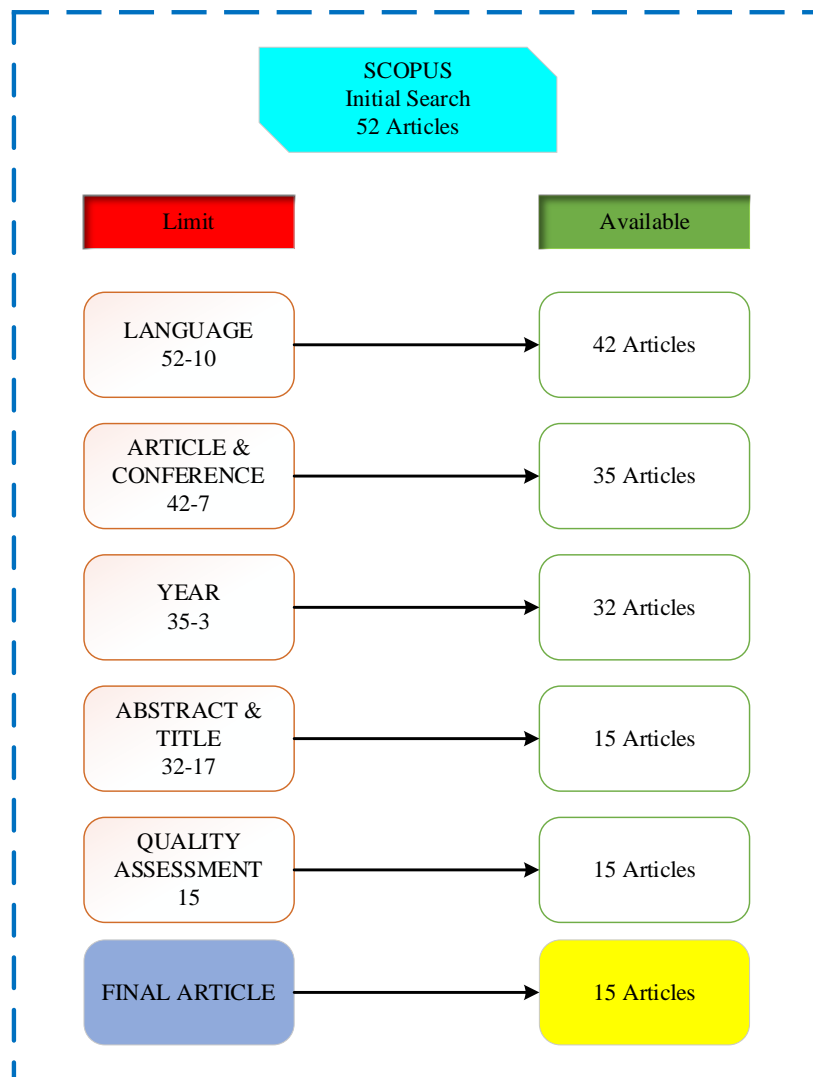 SCOPUS
Initial Search
52 Articles
Limit
Available
LANGUAGE
52-10
42 Articles
ARTICLE &
CONFERENCE
42-7
35 Articles
YEAR
35-3
32 Articles
ABSTRACT &
TITLE
32-17
15 Articles
QUALITY
ASSESSMENT
15
15 Articles
FINAL ARTICLE
15 Articles